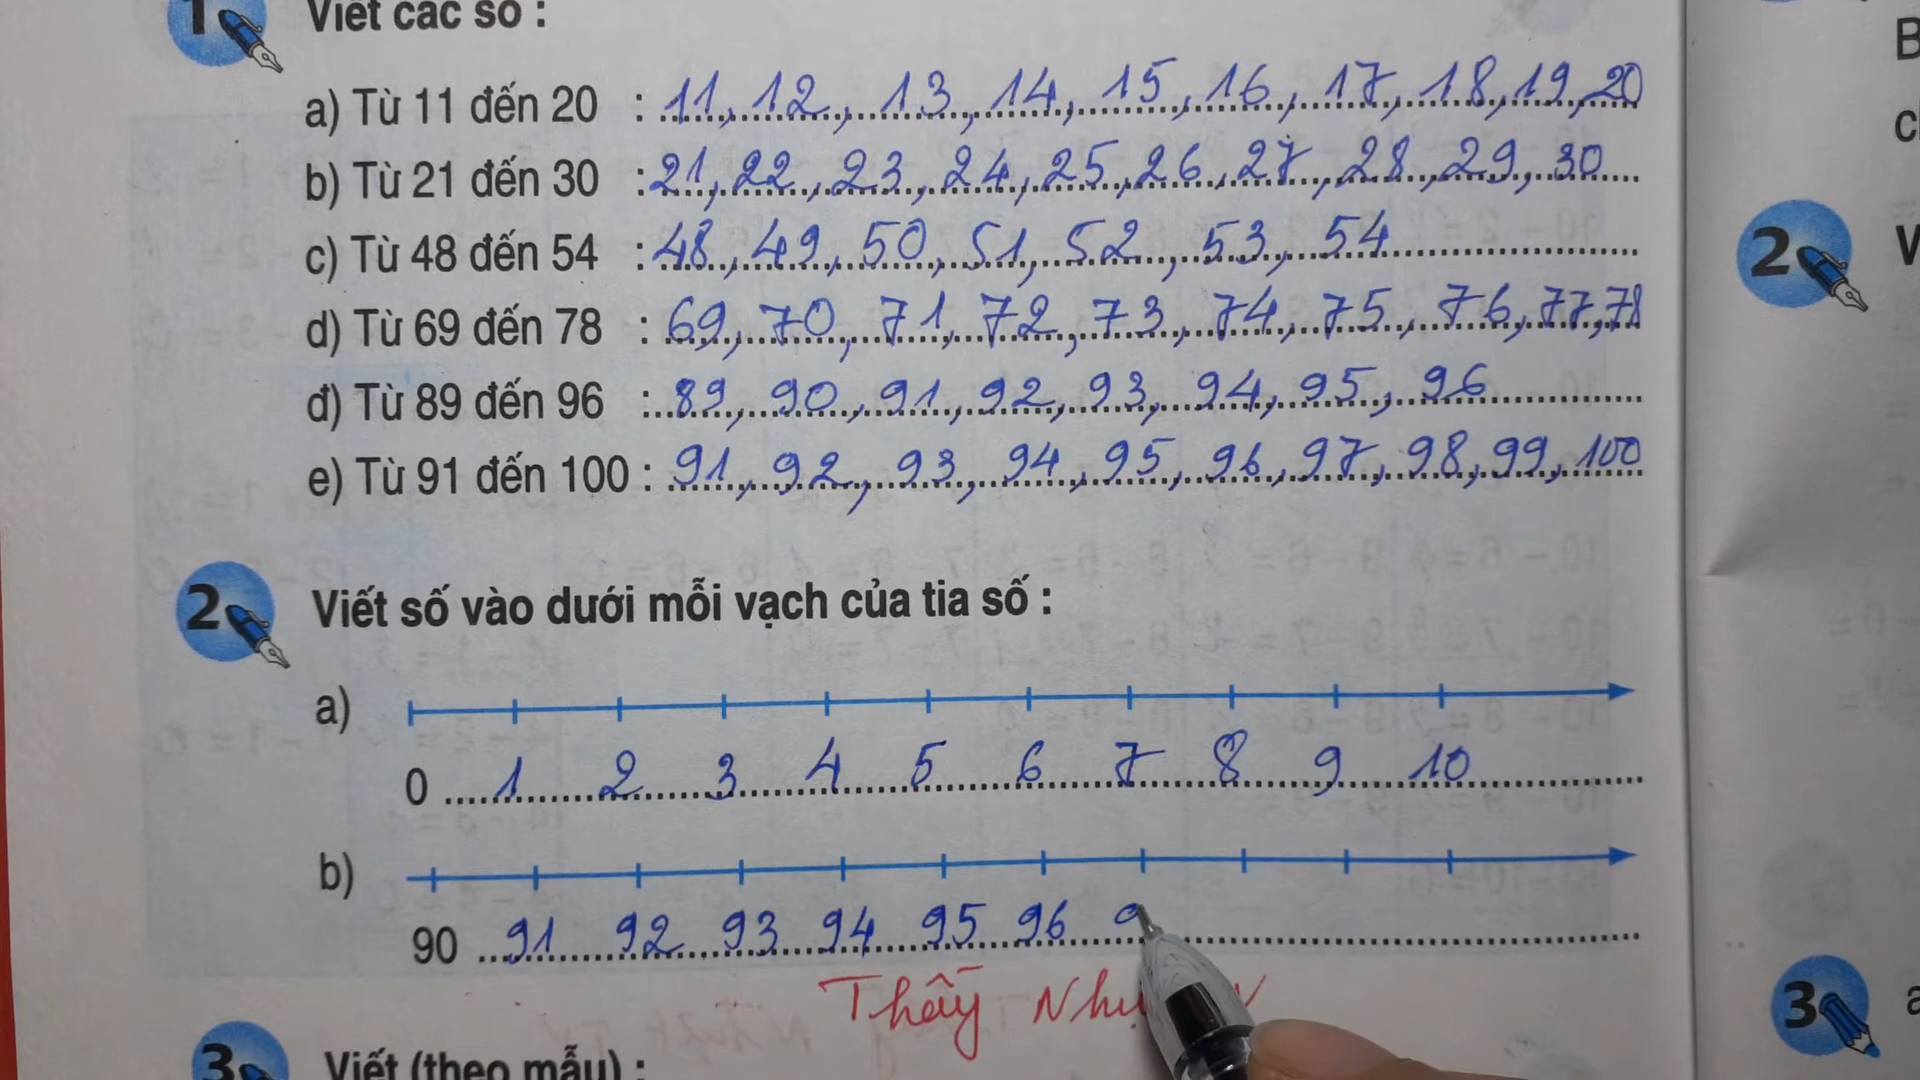 1 Viết các số :
a) Từ 11 đến 20 : 11, 12, 13, 14, 15, 16, 17, 18, 19, 20
b) Từ 21 đến 30 : 21, 22, 23, 24, 25, 26, 27, 28, 29, 30
c) Từ 48 đến 54 : 48, 49, 50, 51, 52, 53, 54
d) Từ 69 đến 78 : 69, 70, 71, 72, 73, 74, 75, 76, 77, 78
đ) Từ 89 đến 96 : 89, 90, 91, 92, 93, 94, 95, 96
e) Từ 91 đến 100 : 91, 92, 93, 94, 95, 96, 97, 98, 99, 100
2 Viết số vào dưới mỗi vạch của tia số :
a)
0 1 2 3 4 5 6 7 8 9 10
b)
90 91 92 93 94 95 96 9
Thầy
3 Viết (theo mẫu) :
2
3